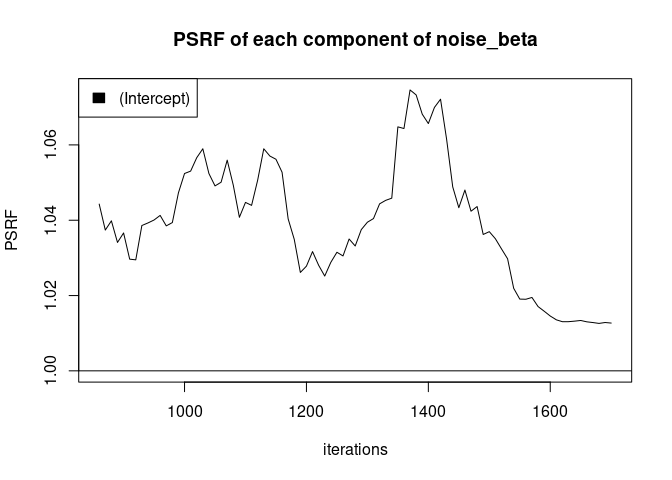 PSRF of each component of noise_beta
(Intercept)
PSRF
1.06
1.04
1.02
1.00
1000 1200 1400 1600
iterations